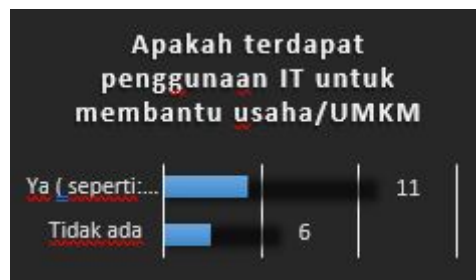 Apakah terdapat
penggunaan IT untuk
membantu usaha/UMKM
Ya ( seperti:... 11
Tidak ada 6